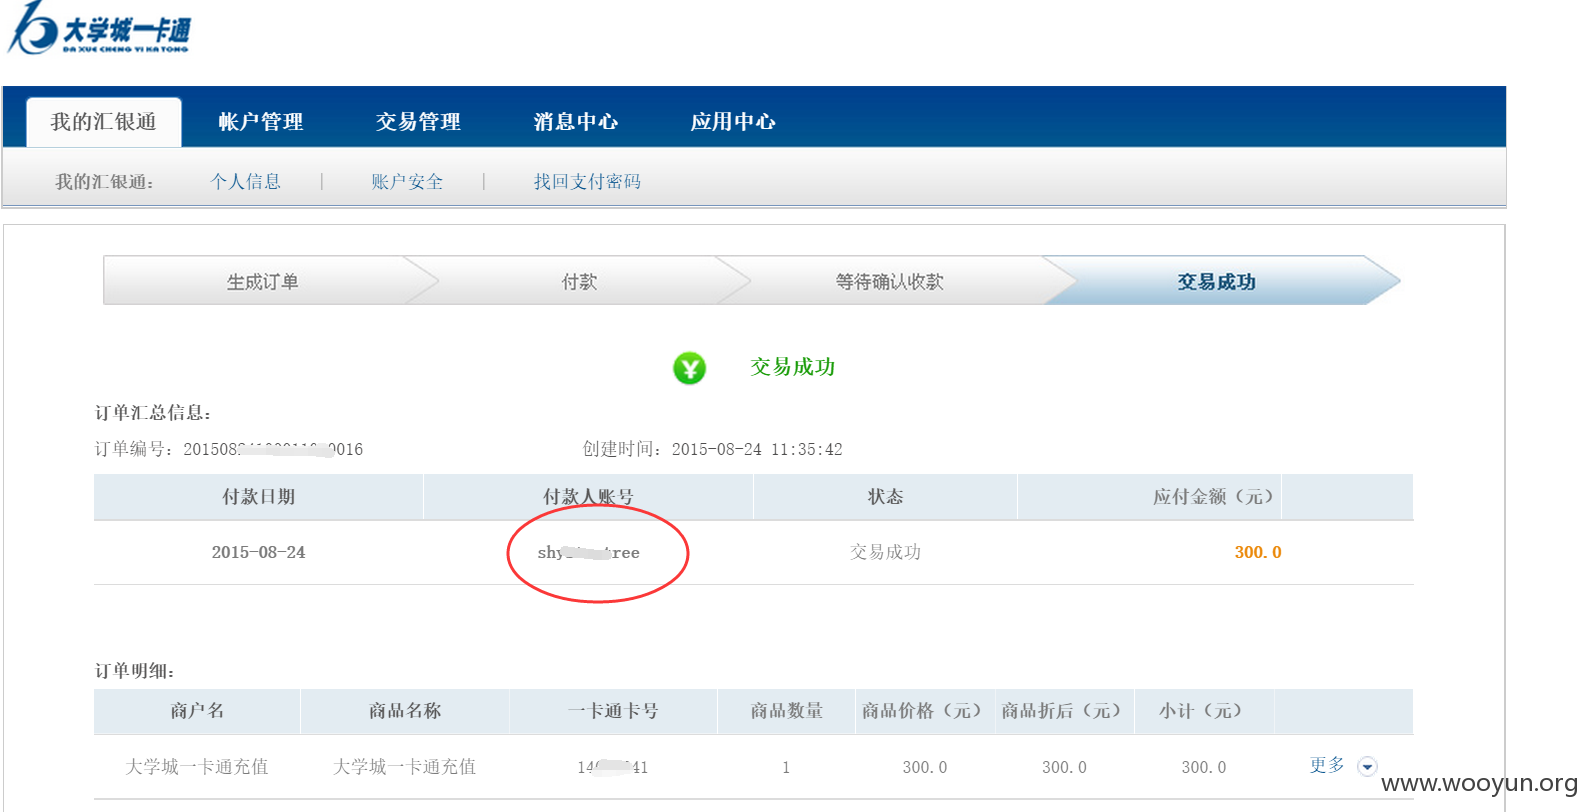 大学城一卡通
DA XUE CHENG YI KA TONG
我的汇银通 帐户管理 交易管理 消息中心 应用中心
我的汇银通： 个人信息 | 账户安全 | 找回支付密码
生成订单 付款 等待确认收款 交易成功
¥ 交易成功
订单汇总信息：
订单编号：201508 0016 创建时间：2015-08-24 11:35:42
付款日期 付款人账号 状态 应付金额（元）
2015-08-24 shy tree 交易成功 300.0
订单明细：
商户名 商品名称 一卡通卡号 商品数量 商品价格（元） 商品折后（元） 小计（元）
大学城一卡通充值 大学城一卡通充值 14 41 1 300.0 300.0 300.0 更多
www.wooyun.org